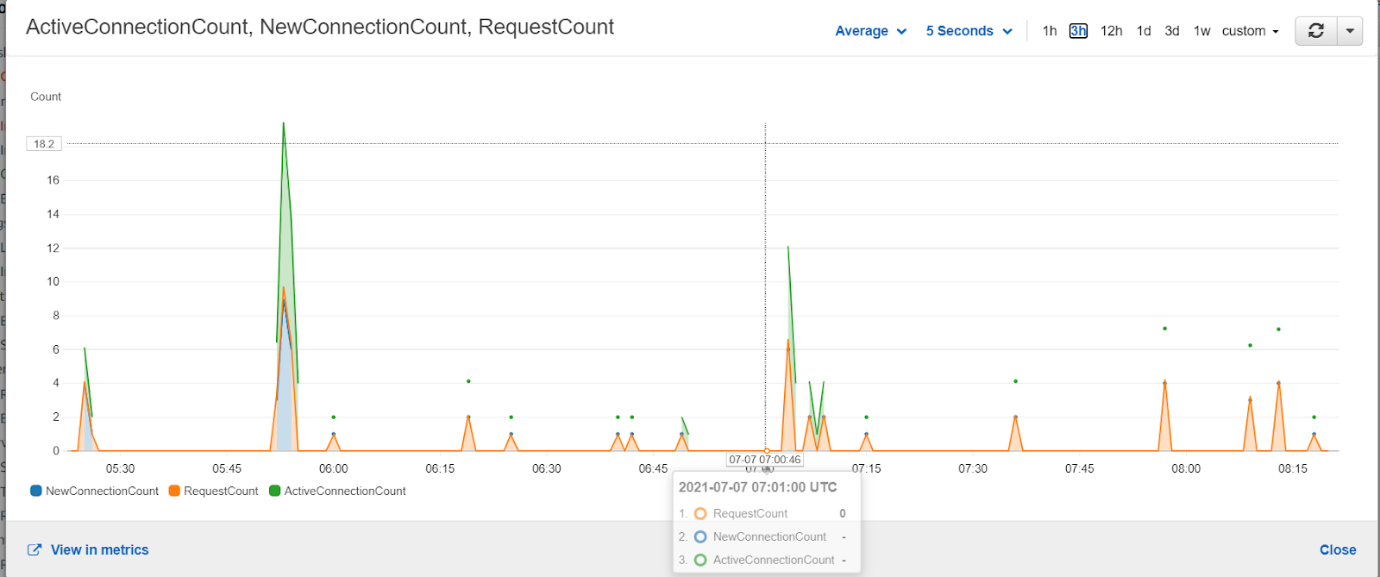 ActiveConnectionCount, NewConnectionCount, RequestCount
Average 5 Seconds 1h 3h 12h 1d 3d 1w custom
Count
18.2
16
14
12
10
8
6
4
2
0
05:30 05:45 06:00 06:15 06:30 06:45 07:00 07:15 07:30 07:45 08:00 08:15
07-07 07:00:46
NewConnectionCount RequestCount ActiveConnectionCount
2021-07-07 07:01:00 UTC
1. RequestCount 0
2. NewConnectionCount -
3. ActiveConnectionCount -
View in metrics
Close